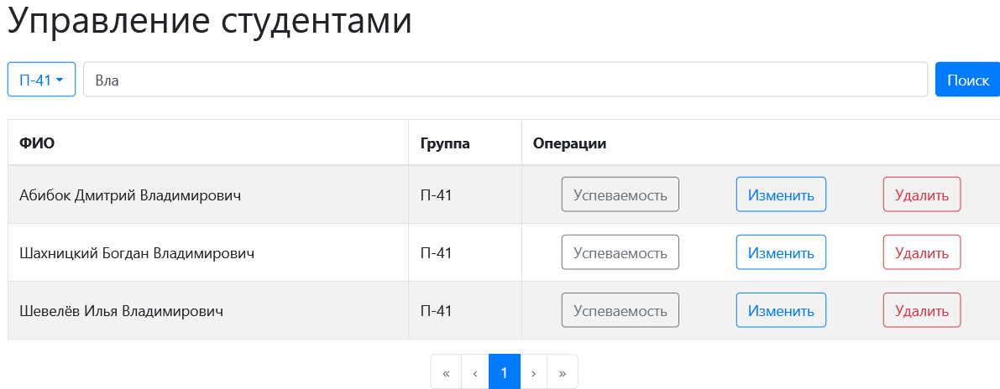 Управление студентами
П-41 Вла Поиск
ФИО Группа Операции
Абибок Дмитрий Владимирович П-41 Успеваемость Изменить Удалить
Шахницкий Богдан Владимирович П-41 Успеваемость Изменить Удалить
Шевелёв Илья Владимирович П-41 Успеваемость Изменить Удалить
« ‹ 1 › »